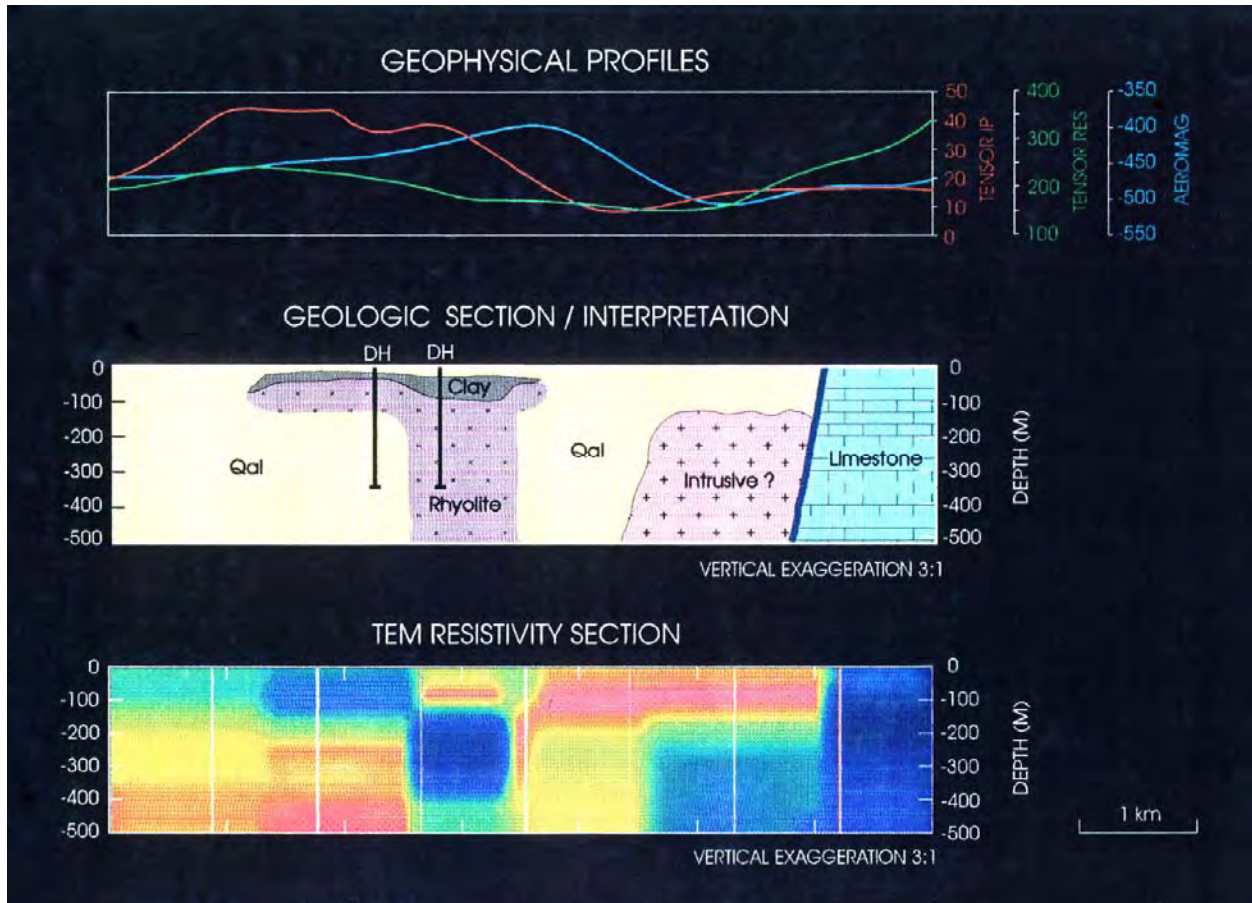 GEOPHYSICAL PROFILES
50
40
30
20
10
0
TENSOR IP
400
300
200
100
TENSOR RES
-350
-400
-450
-500
-550
AEROMAG
GEOLOGIC SECTION / INTERPRETATION
DH DH
0
-100
-200
-300
-400
-500
Clay
Qal
Rhyolite
Qal
Intrusive ?
Limestone
0
-100
-200
-300
-400
-500
DEPTH (M)
VERTICAL EXAGGERATION 3:1
TEM RESISTIVITY SECTION
0
-100
-200
-300
-400
-500
0
-100
-200
-300
-400
-500
DEPTH (M)
1 km
VERTICAL EXAGGERATION 3:1